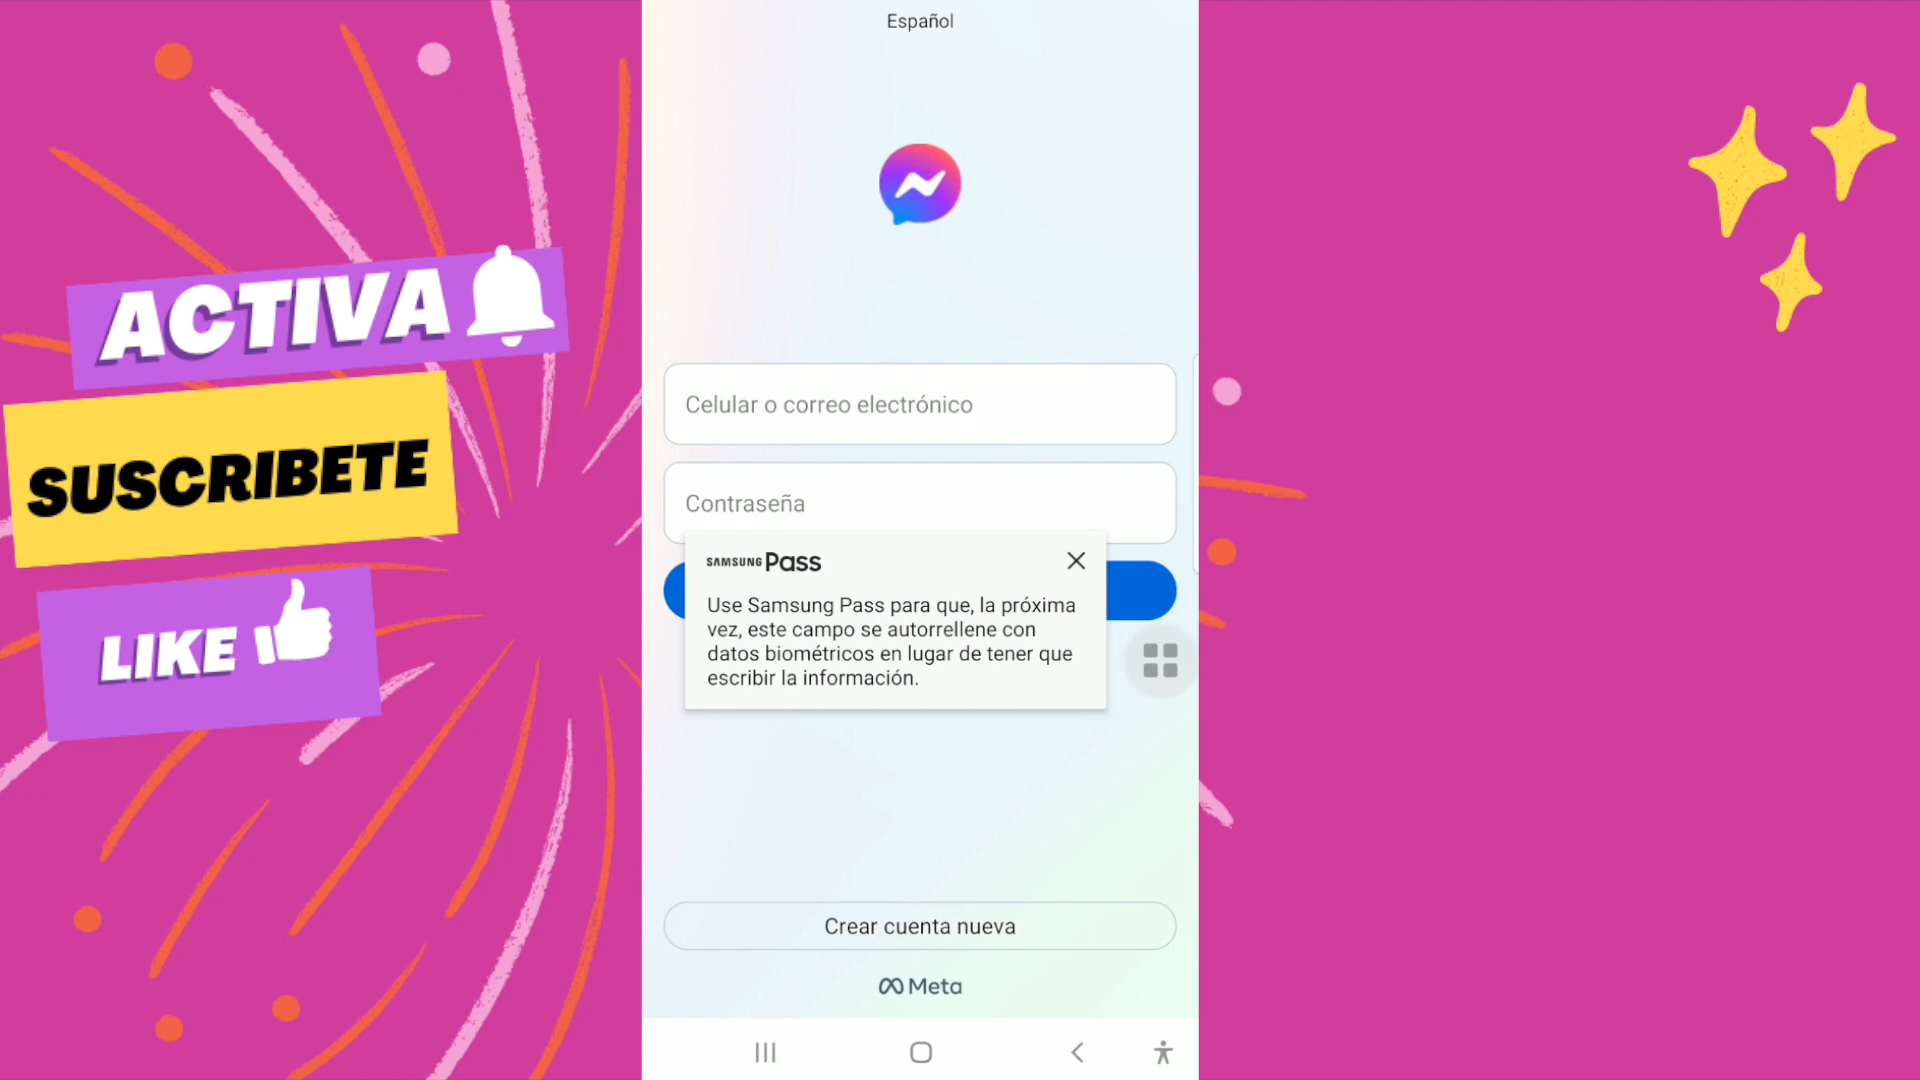 ACTIVA
SUSCRIBETE
LIKE
Español
Celular o correo electrónico
Contraseña
SAMSUNG Pass
Use Samsung Pass para que, la próxima
vez, este campo se autorrellene con
datos biométricos en lugar de tener que
escribir la información.
Crear cuenta nueva
Meta